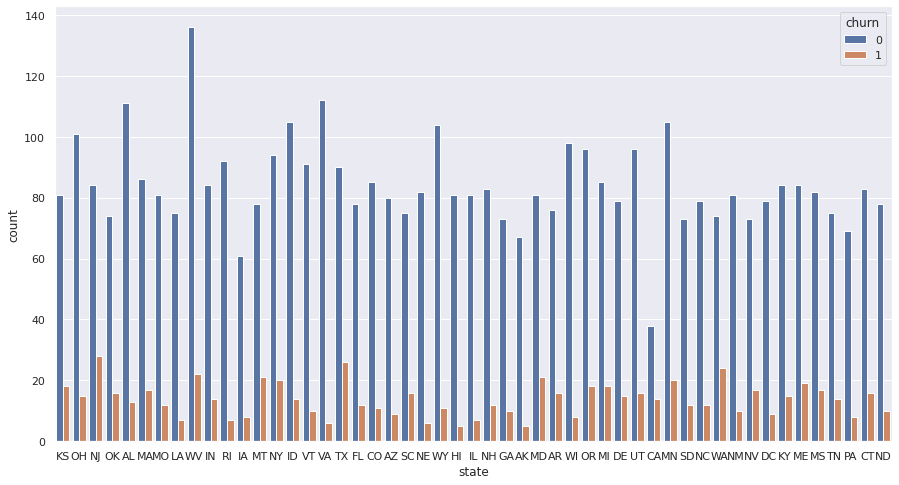 churn
0
1
140
120
100
80
60
40
20
0
count
KS OH NJ OK AL MA MO LA WV IN RI IA MT NY ID VT VA TX FL CO AZ SC NE WY HI IL NH GA AK MD AR WI OR MI DE UT CA MN SD NC WA NM NV DC KY ME MS TN PA CT ND
state